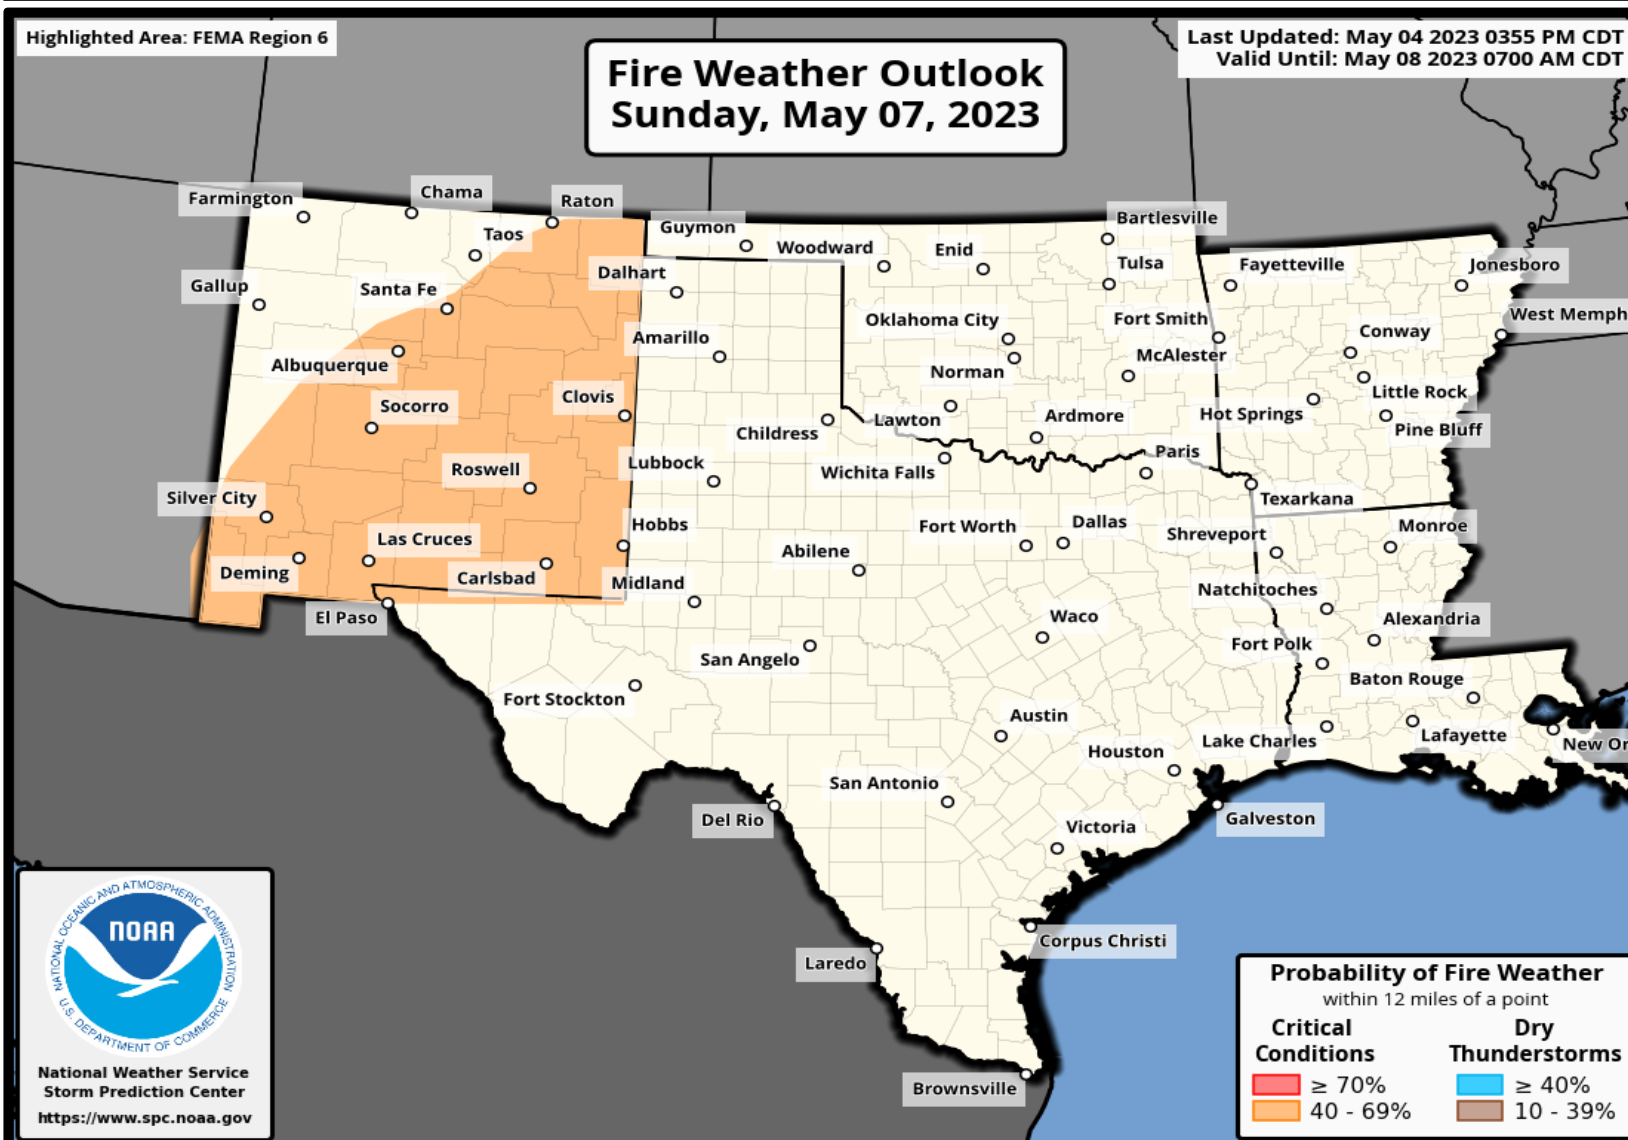 Highlighted Area: FEMA Region 6
Fire Weather Outlook
Sunday, May 07, 2023
Last Updated: May 04 2023 0355 PM CDT
Valid Until: May 08 2023 0700 AM CDT
Farmington
Chama
Raton
Taos
Guymon
Woodward
Enid
Bartlesville
Tulsa
Fayetteville
Jonesboro
Gallup
Santa Fe
Dalhart
Oklahoma City
Fort Smith
West Memph
Amarillo
Conway
Albuquerque
Norman
McAlester
Little Rock
Socorro
Clovis
Childress
Lawton
Ardmore
Hot Springs
Pine Bluff
Roswell
Lubbock
Wichita Falls
Paris
Silver City
Texarkana
Las Cruces
Hobbs
Abilene
Fort Worth
Dallas
Shreveport
Monroe
Deming
Carlsbad
Midland
Natchitoches
El Paso
Waco
Alexandria
San Angelo
Fort Polk
Fort Stockton
Baton Rouge
Austin
Houston
Lake Charles
Lafayette
New Or
San Antonio
Del Rio
Victoria
Galveston
Corpus Christi
Laredo
Brownsville
NATIONAL OCEANIC AND ATMOSPHERIC ADMINISTRATION
NOAA
U.S. DEPARTMENT OF COMMERCE
National Weather Service
Storm Prediction Center
https://www.spc.noaa.gov
Probability of Fire Weather
within 12 miles of a point
Critical Conditions
≥ 70%
40 - 69%
Dry Thunderstorms
≥ 40%
10 - 39%